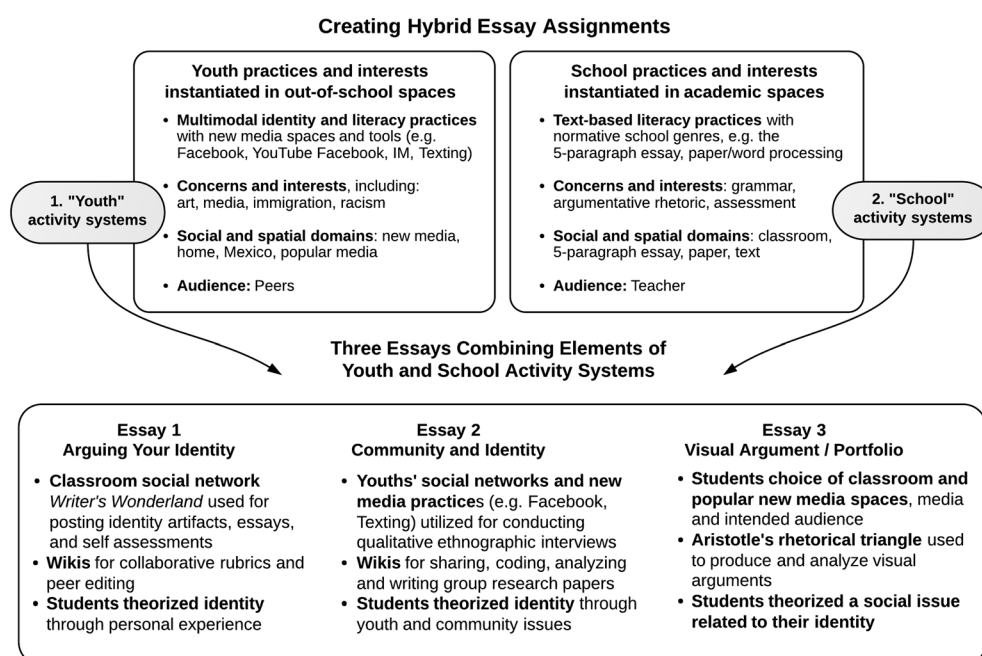 Creating Hybrid Essay Assignments
Youth practices and interests
instantiated in out-of-school spaces
• Multimodal identity and literacy practices
with new media spaces and tools (e.g.
Facebook, YouTube Facebook, IM, Texting)
• Concerns and interests, including:
art, media, immigration, racism
• Social and spatial domains: new media,
home, Mexico, popular media
• Audience: Peers
School practices and interests
instantiated in academic spaces
• Text-based literacy practices with
normative school genres, e.g. the
5-paragraph essay, paper/word processing
• Concerns and interests: grammar,
argumentative rhetoric, assessment
• Social and spatial domains: classroom,
5-paragraph essay, paper, text
• Audience: Teacher
1. "Youth"
activity systems
2. "School"
activity systems
Three Essays Combining Elements of
Youth and School Activity Systems
Essay 1
Arguing Your Identity
• Classroom social network
Writer's Wonderland used for
posting identity artifacts, essays,
and self assessments
• Wikis for collaborative rubrics and
peer editing
• Students theorized identity
through personal experience
Essay 2
Community and Identity
• Youths' social networks and new
media practices (e.g. Facebook,
Texting) utilized for conducting
qualitative ethnographic interviews
• Wikis for sharing, coding, analyzing
and writing group research papers
• Students theorized identity through
youth and community issues
Essay 3
Visual Argument / Portfolio
• Students choice of classroom and
popular new media spaces, media
and intended audience
• Aristotle's rhetorical triangle used
to produce and analyze visual
arguments
• Students theorized a social issue
related to their identity